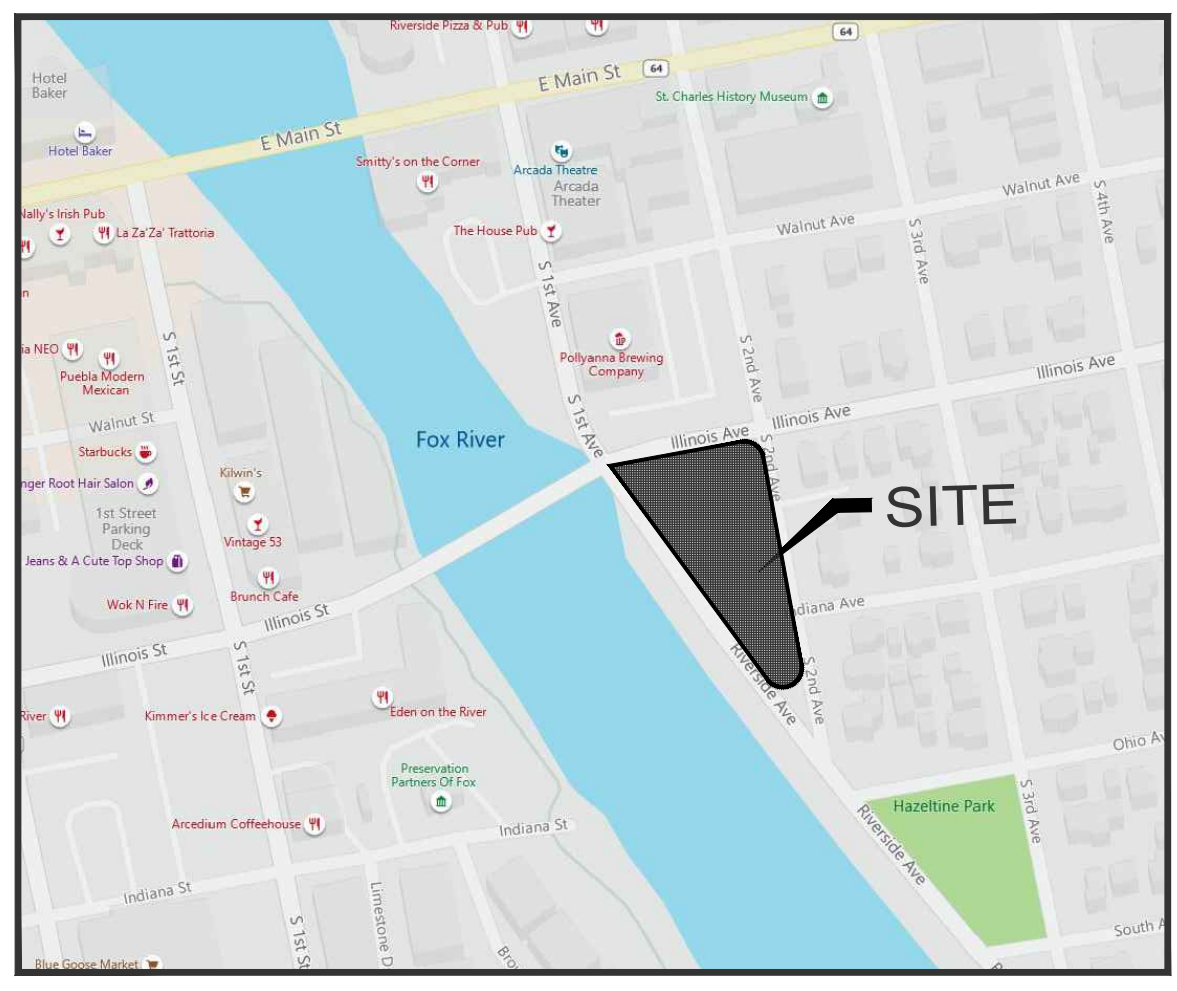 Riverside Pizza & Pub
64
E Main St
64
Hotel
Baker
St. Charles History Museum
E Main St
Hotel Baker
Smitty's on the Corner
Arcada Theatre
Arcada
Theater
Walnut Ave
S 4th Ave
Nally's Irish Pub
La Za'Za' Trattoria
The House Pub
Walnut Ave
S 3rd Ave
S 1st Ave
S 1st St
Puebla Modern
Mexican
NEO
Pollyanna Brewing
Company
S 2nd Ave
Illinois Ave
Walnut St
S 1st Ave
Illinois Ave
Illinois Ave
Fox River
Starbucks
Kilwin's
S 2nd Ave
Root Hair Salon
1st Street
Parking
Deck
SITE
Vintage 53
Jeans & A Cute Top Shop
Brunch Cafe
Wok N Fire
Illinois St
diana Ave
Illinois St
S 1st St
Riverside Ave
S 2nd Ave
River
Kimmer's Ice Cream
Eden on the River
Ohio Av
Preservation
Partners Of Fox
Hazeltine Park
S 3rd Ave
Riverside Ave
Arcedium Coffeehouse
Indiana St
Indiana St
Limestone D
S 1st St
South A
Blue Goose Market